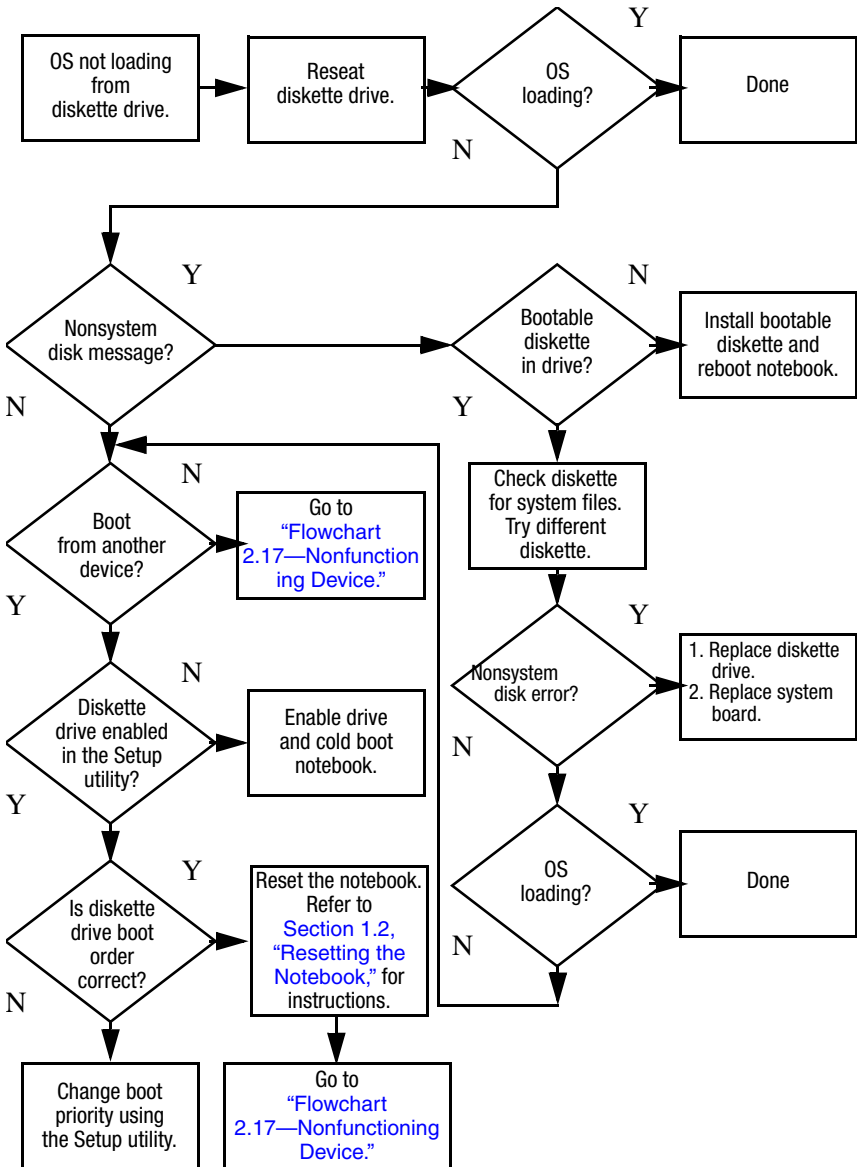 Y
OS not loading
from
diskette drive.
Reseat
diskette drive.
OS
loading?
Done
N
Y
Nonsystem
disk message?
N
N
Bootable
diskette
in drive?
Install bootable
diskette and
reboot notebook.
Y
N
Boot
from another
device?
Y
Go to
“Flowchart
2.17—Nonfunction
ing Device.”
Check diskette
for system files.
Try different
diskette.
N
Diskette
drive enabled
in the Setup
utility?
Y
Enable drive
and cold boot
notebook.
Y
Nonsystem
disk error?
1. Replace diskette
drive.
2. Replace system
board.
N
Y
Is diskette
drive boot
order
correct?
N
Reset the notebook.
Refer to
Section 1.2,
“Resetting the
Notebook,” for
instructions.
Y
OS
loading?
Done
N
Change boot
priority using
the Setup utility.
Go to
“Flowchart
2.17—Nonfunctioning
Device.”